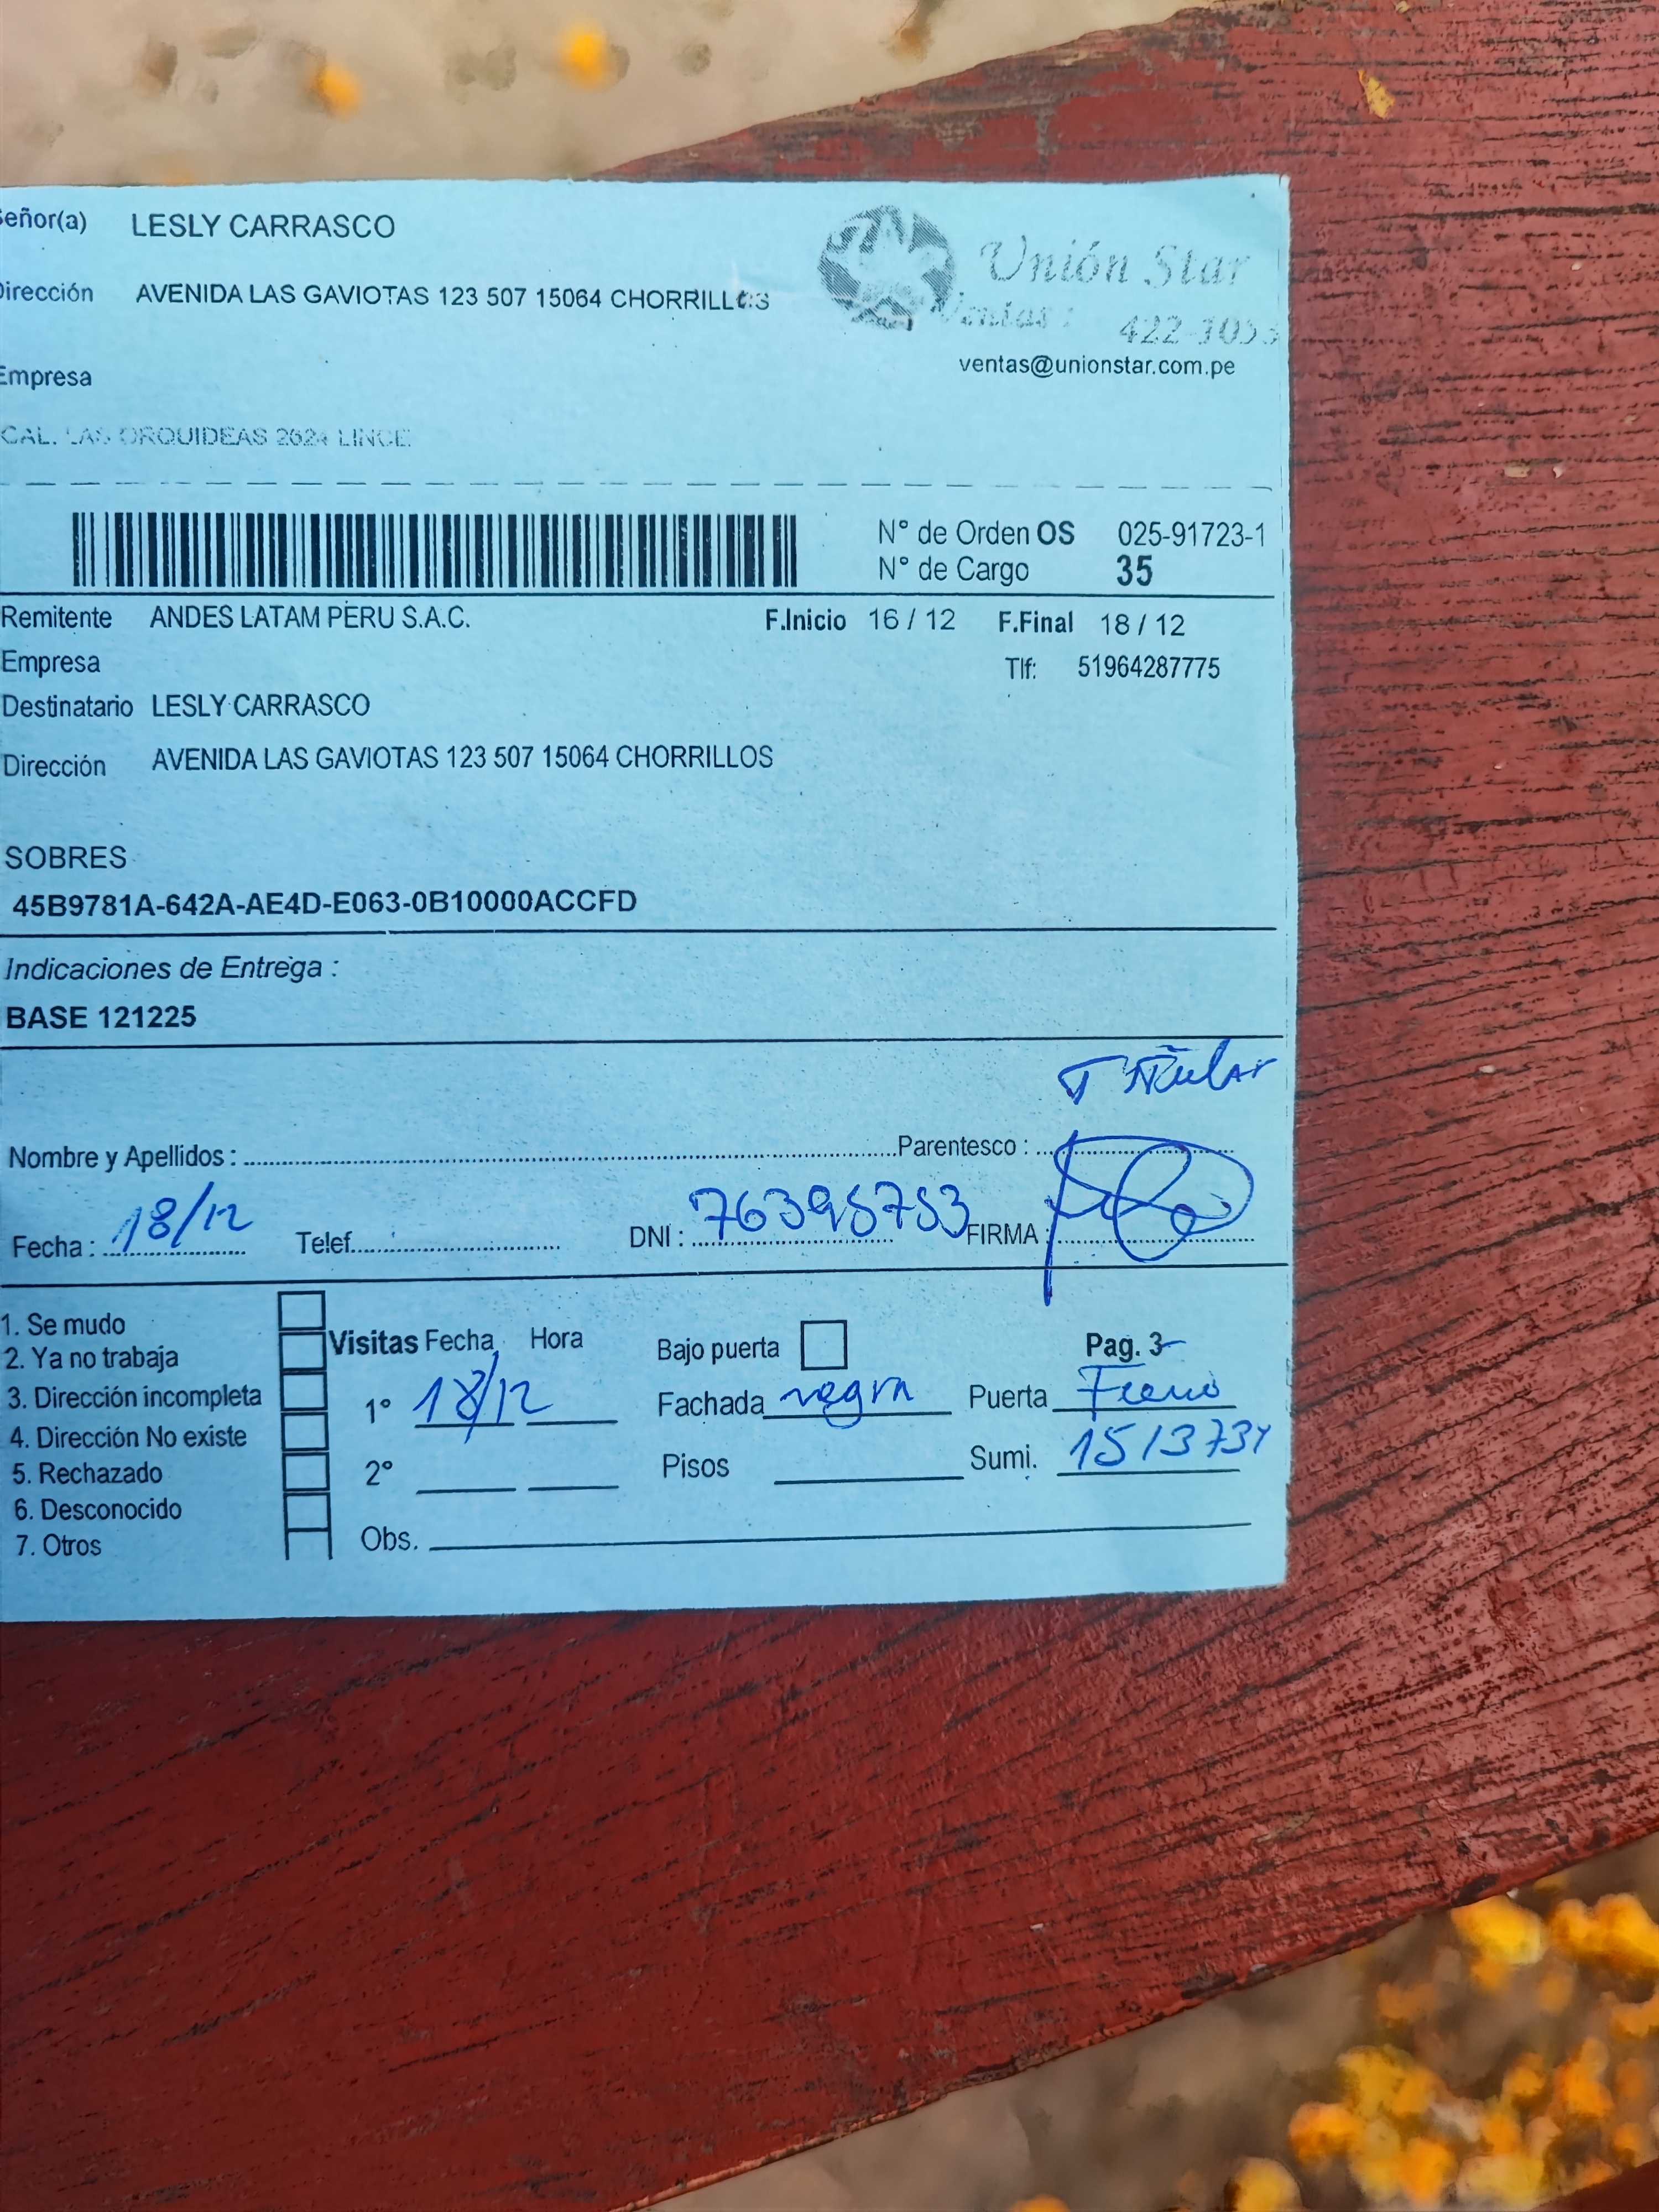 Señor(a) LESLY CARRASCO
Unión Star
Dirección AVENIDA LAS GAVIOTAS 123 507 15064 CHORRILLOS
Ventas: 422-1053
ventas@unionstar.com.pe
Empresa
CAL. LAS ORQUIDEAS 2624 LINCE
N° de Orden OS 025-91723-1
N° de Cargo 35
Remitente ANDES LATAM PERU S.A.C. F.Inicio 16 / 12 F.Final 18 / 12
Empresa Tlf: 51964287775
Destinatario LESLY CARRASCO
Dirección AVENIDA LAS GAVIOTAS 123 507 15064 CHORRILLOS
SOBRES
45B9781A-642A-AE4D-E063-0B10000ACCFD
Indicaciones de Entrega :
BASE 121225
Titular
Nombre y Apellidos : Parentesco :
Fecha : 18/12 Telef. DNI : 76395753 FIRMA :
1. Se mudo
2. Ya no trabaja
3. Dirección incompleta
4. Dirección No existe
5. Rechazado
6. Desconocido
7. Otros
Visitas Fecha Hora Bajo puerta Pag. 3
1° 18/12 Fachada negra Puerta Fierro
2° Pisos Sumi. 1513734
Obs.